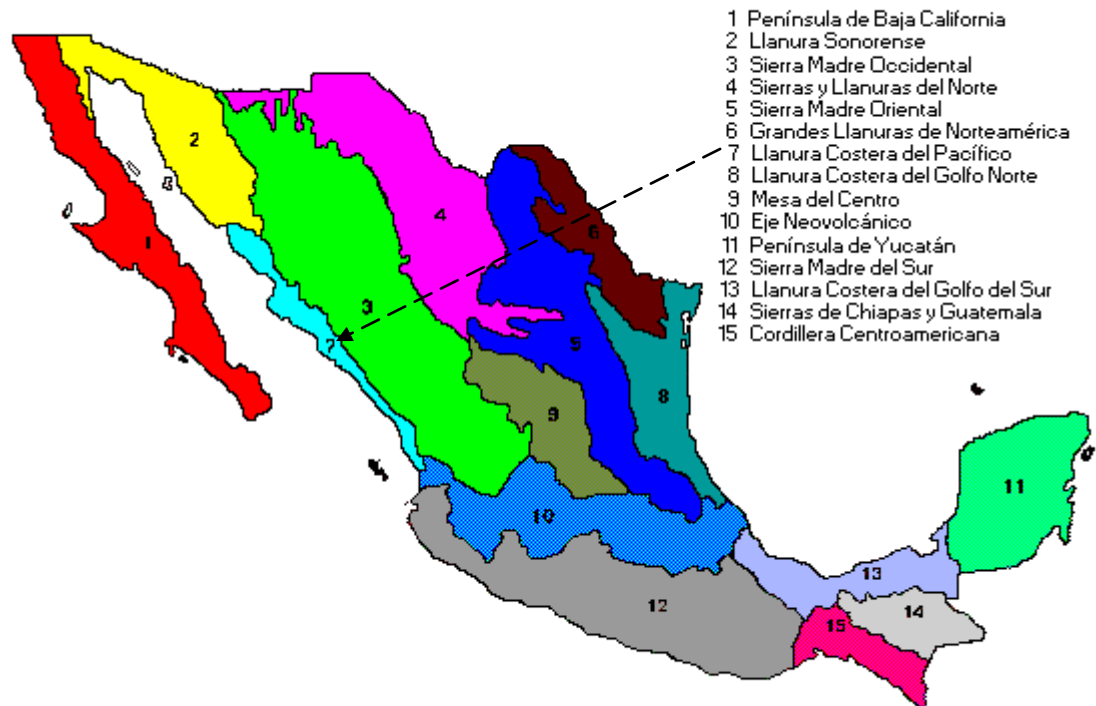 1 Península de Baja California
2 Llanura Sonorense
3 Sierra Madre Occidental
4 Sierras y Llanuras del Norte
5 Sierra Madre Oriental
6 Grandes Llanuras de Norteamérica
7 Llanura Costera del Pacífico
8 Llanura Costera del Golfo Norte
9 Mesa del Centro
10 Eje Neovolcánico
11 Península de Yucatán
12 Sierra Madre del Sur
13 Llanura Costera del Golfo del Sur
14 Sierras de Chiapas y Guatemala
15 Cordillera Centroamericana
2
4
6
1
3
7
5
8
9
11
10
13
12
14
15